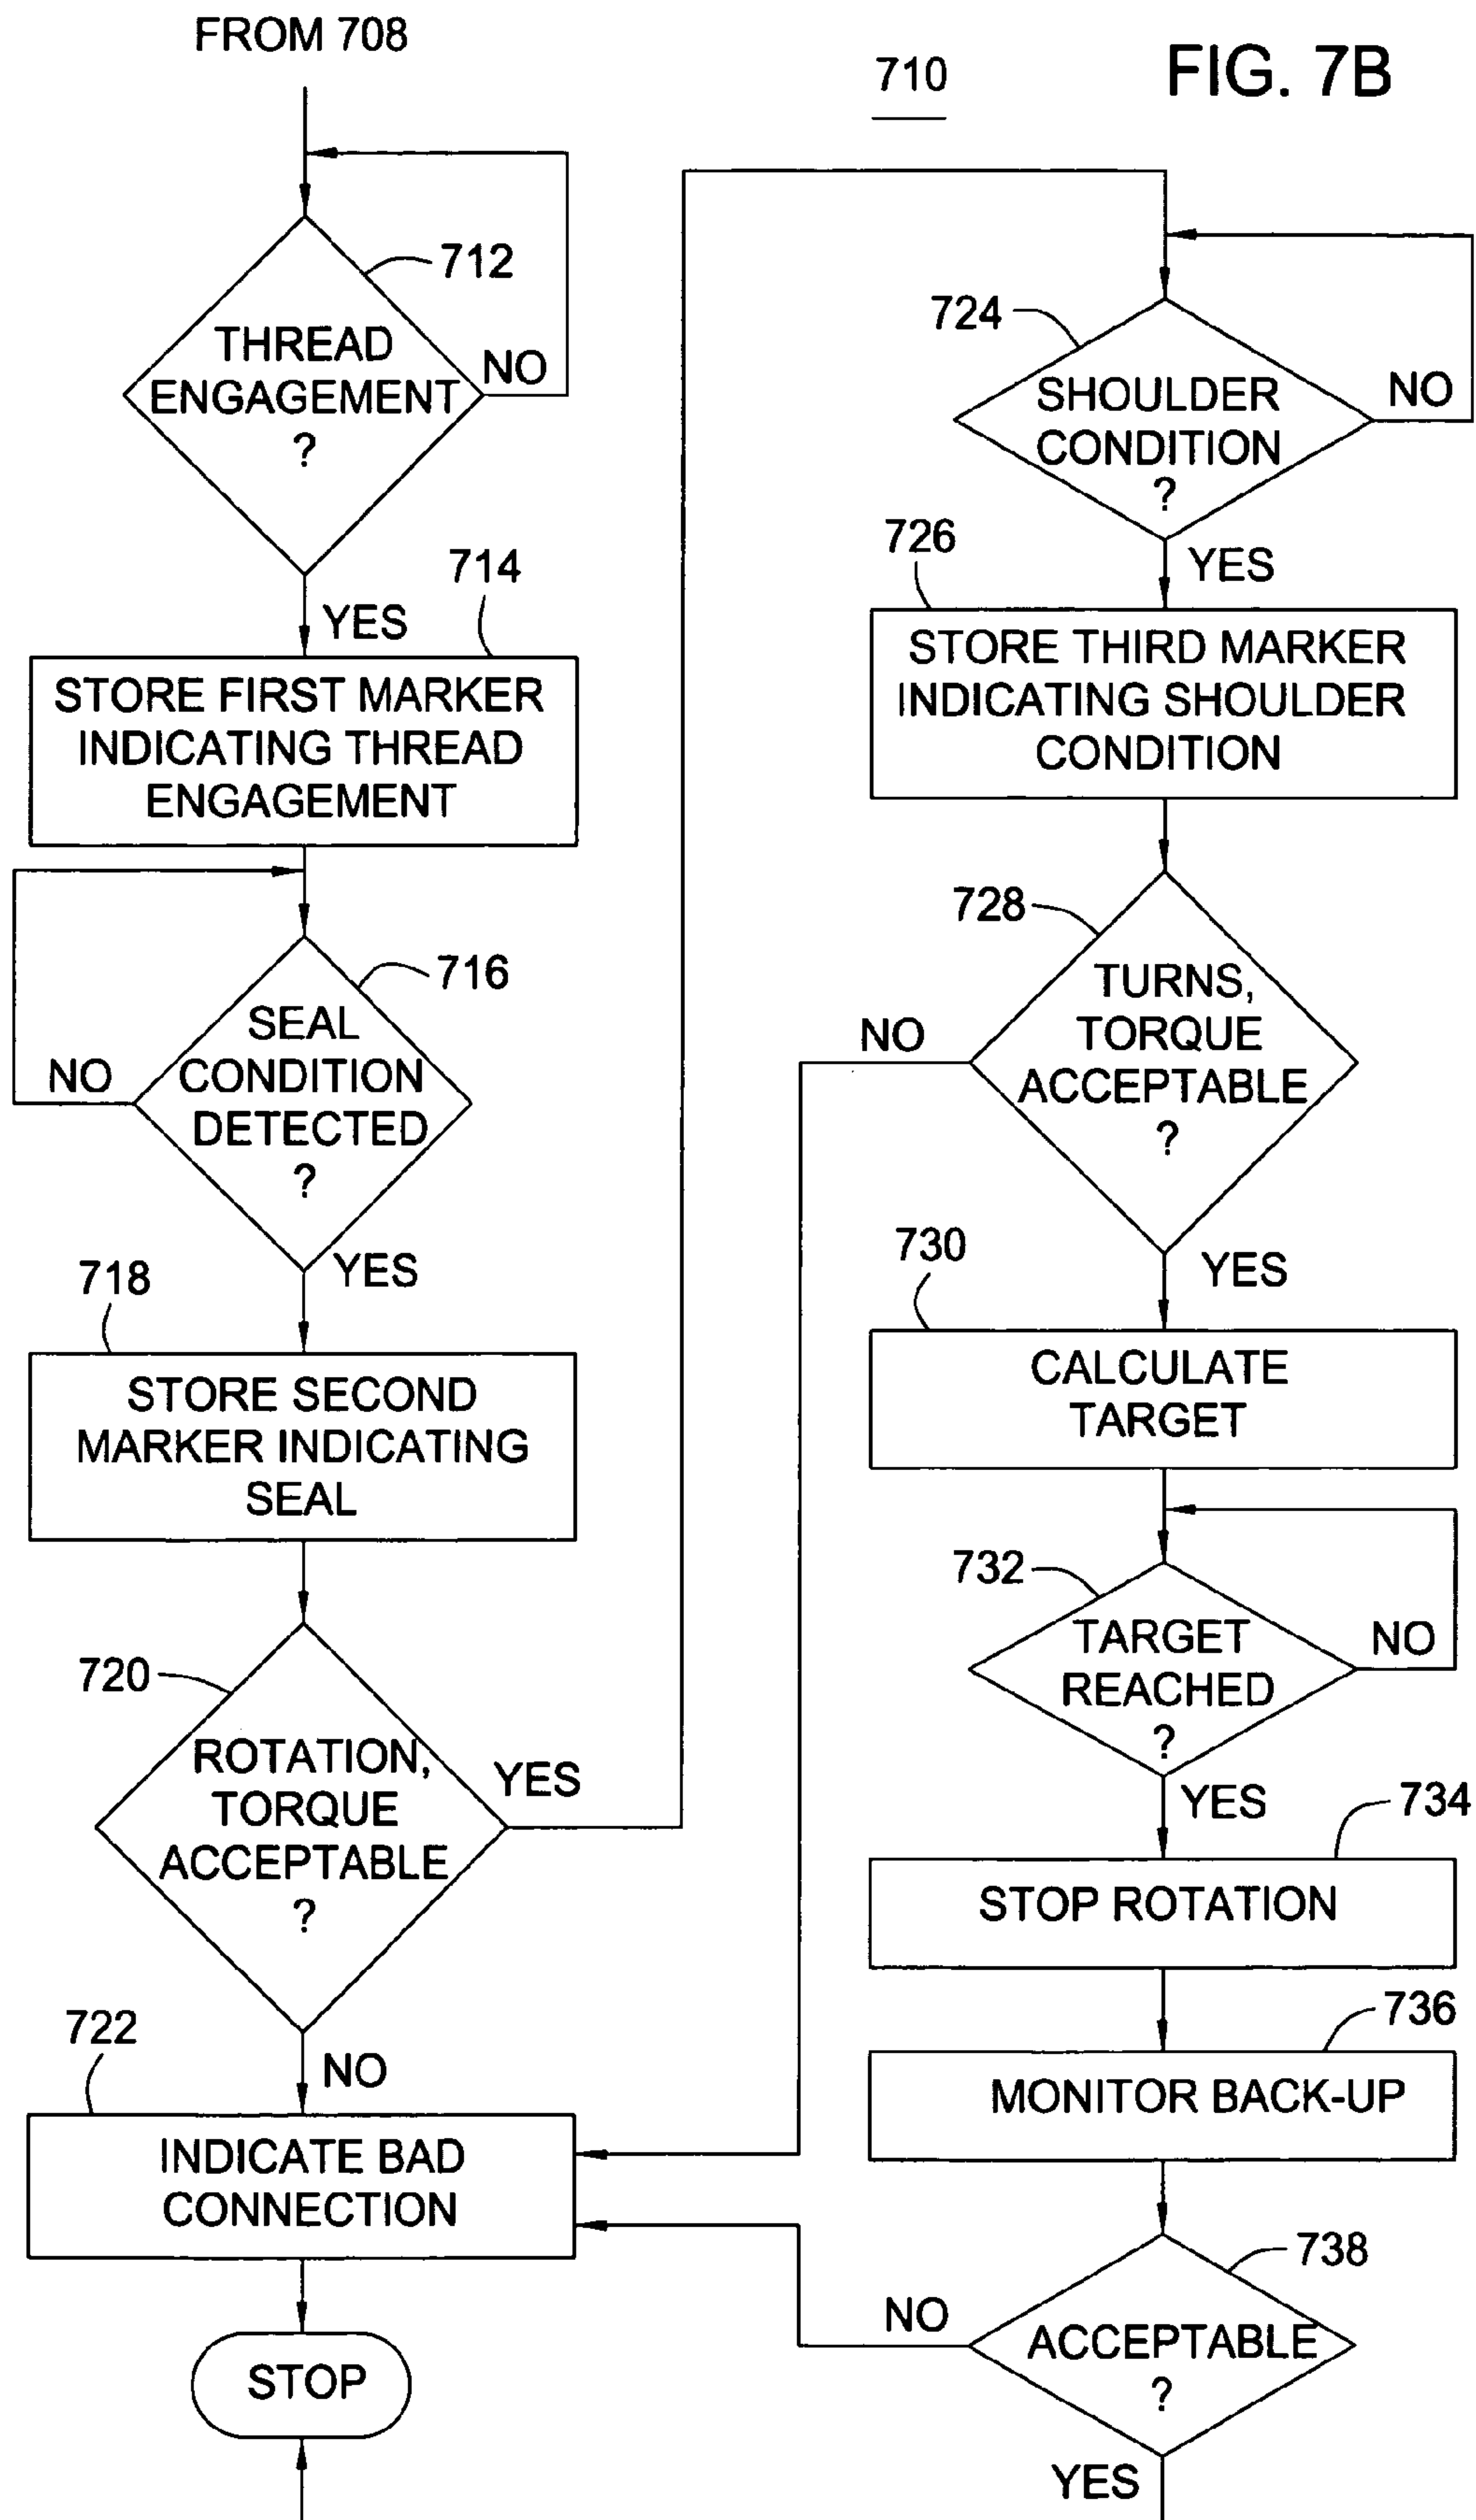 FROM 708
710
FIG. 7B
712
THREAD
ENGAGEMENT
?
NO
YES
714
STORE FIRST MARKER
INDICATING THREAD
ENGAGEMENT
716
SEAL
CONDITION
DETECTED
?
NO
YES
718
STORE SECOND
MARKER INDICATING
SEAL
720
ROTATION,
TORQUE
ACCEPTABLE
?
YES
NO
722
INDICATE BAD
CONNECTION
STOP
724
SHOULDER
CONDITION
?
NO
YES
726
STORE THIRD MARKER
INDICATING SHOULDER
CONDITION
728
TURNS,
TORQUE
ACCEPTABLE
?
NO
YES
730
CALCULATE
TARGET
732
TARGET
REACHED
?
NO
YES
734
STOP ROTATION
736
MONITOR BACK-UP
738
ACCEPTABLE
?
NO
YES